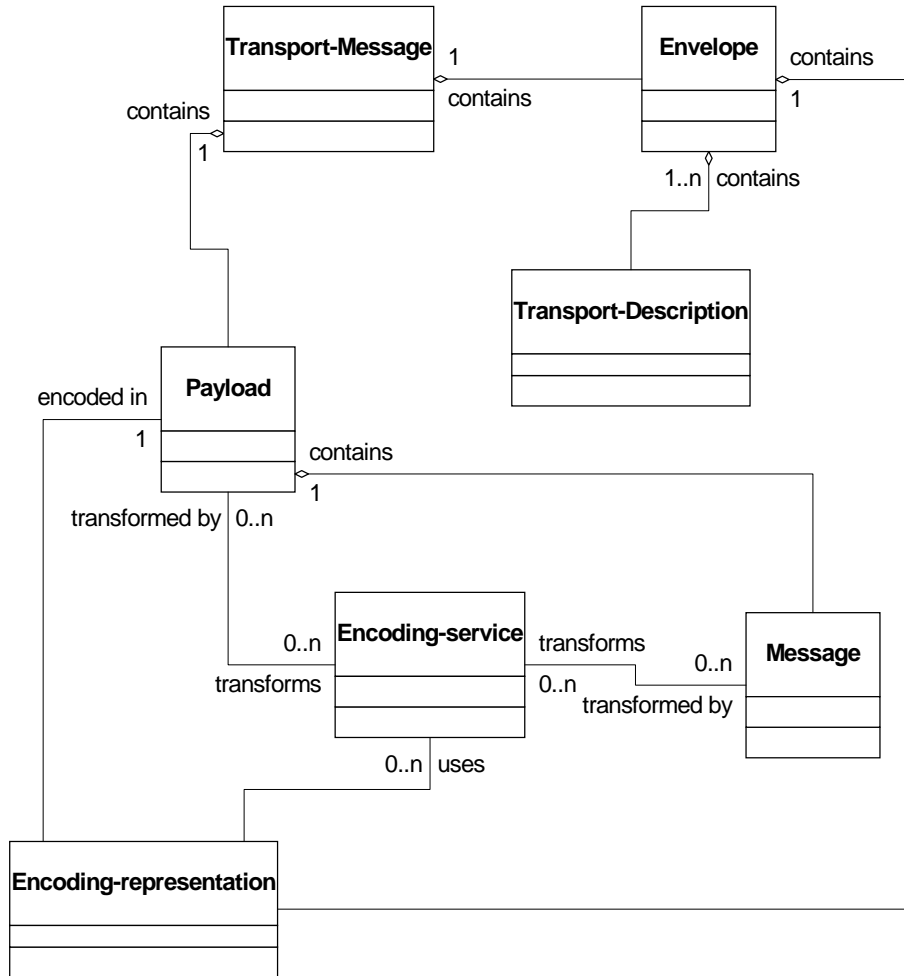 Transport-Message
1
contains
Envelope
contains
1
contains
1
1..n contains
Transport-Description
Payload
encoded in
1
contains
1
transformed by 0..n
Encoding-service
0..n
transforms
transforms
0..n
0..n
transformed by
Message
0..n uses
Encoding-representation